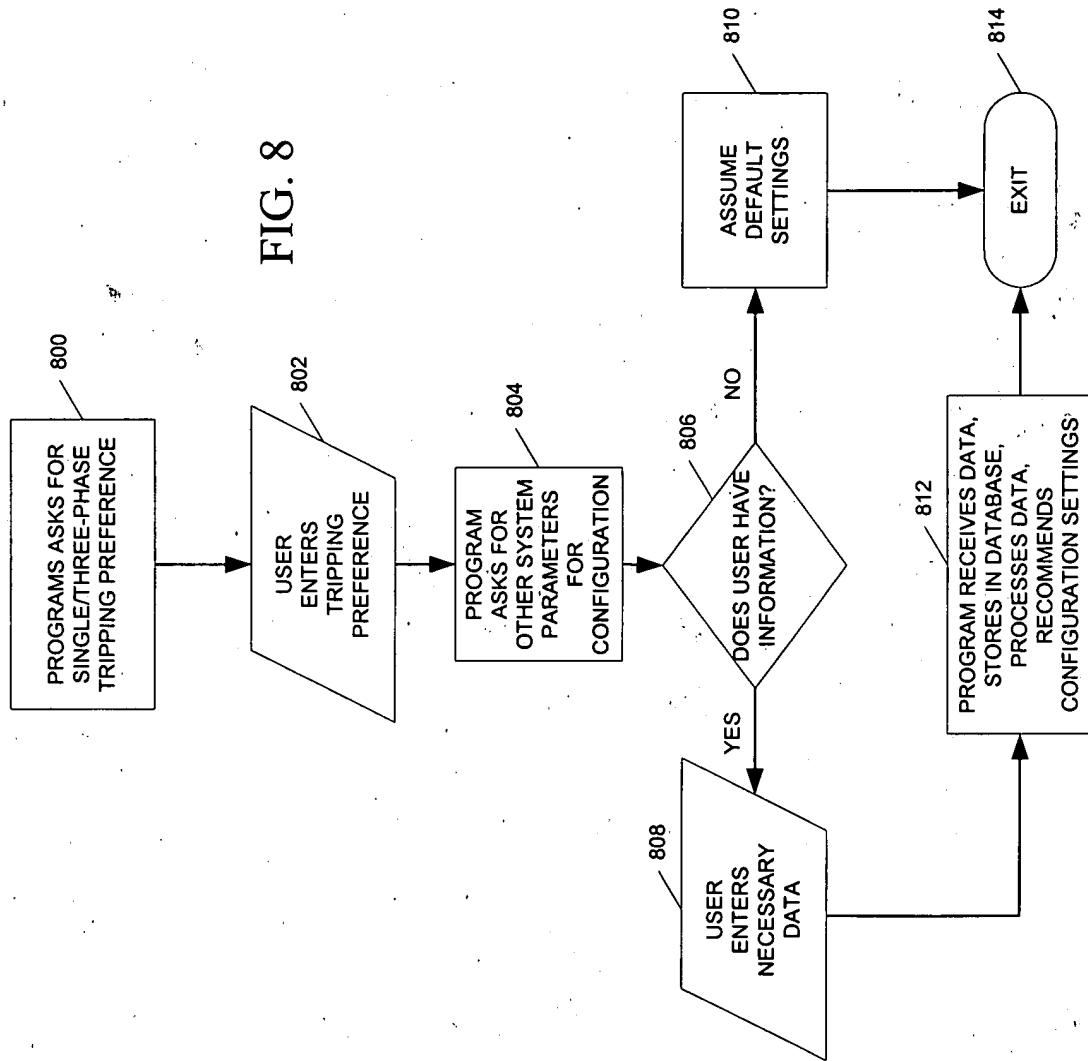 FIG. 8
800
PROGRAMS ASKS FOR
SINGLE/THREE-PHASE
TRIPPING PREFERENCE
802
USER
ENTERS
TRIPPING
PREFERENCE
804
PROGRAM
ASKS FOR
OTHER SYSTEM
PARAMETERS
FOR
CONFIGURATION
806
DOES USER HAVE
INFORMATION?
YES
NO
808
USER
ENTERS
NECESSARY
DATA
810
ASSUME
DEFAULT
SETTINGS
812
PROGRAM RECEIVES DATA,
STORES IN DATABASE,
PROCESSES DATA,
RECOMMENDS
CONFIGURATION SETTINGS
814
EXIT